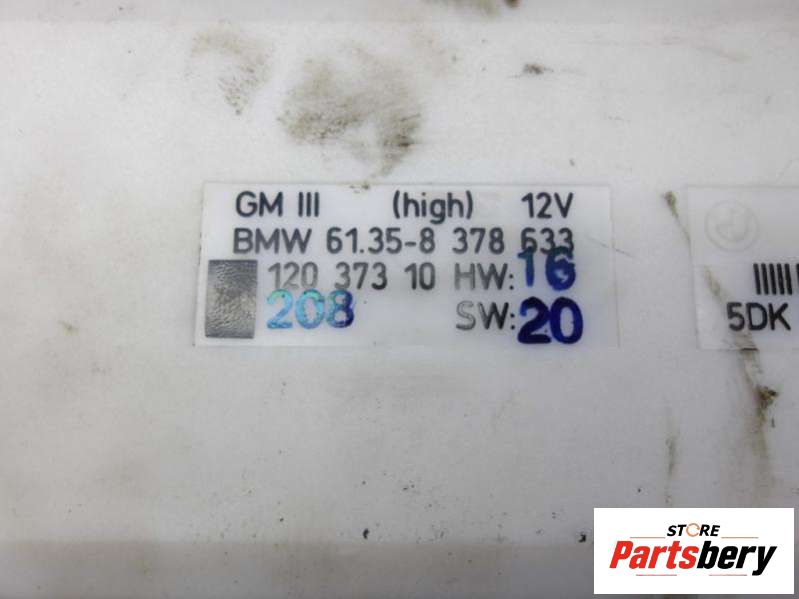 GM III (high) 12V
BMW 61.35-8 378 633
120 373 10 HW: 16
208 SW: 20
5DK
STORE
Partsbery